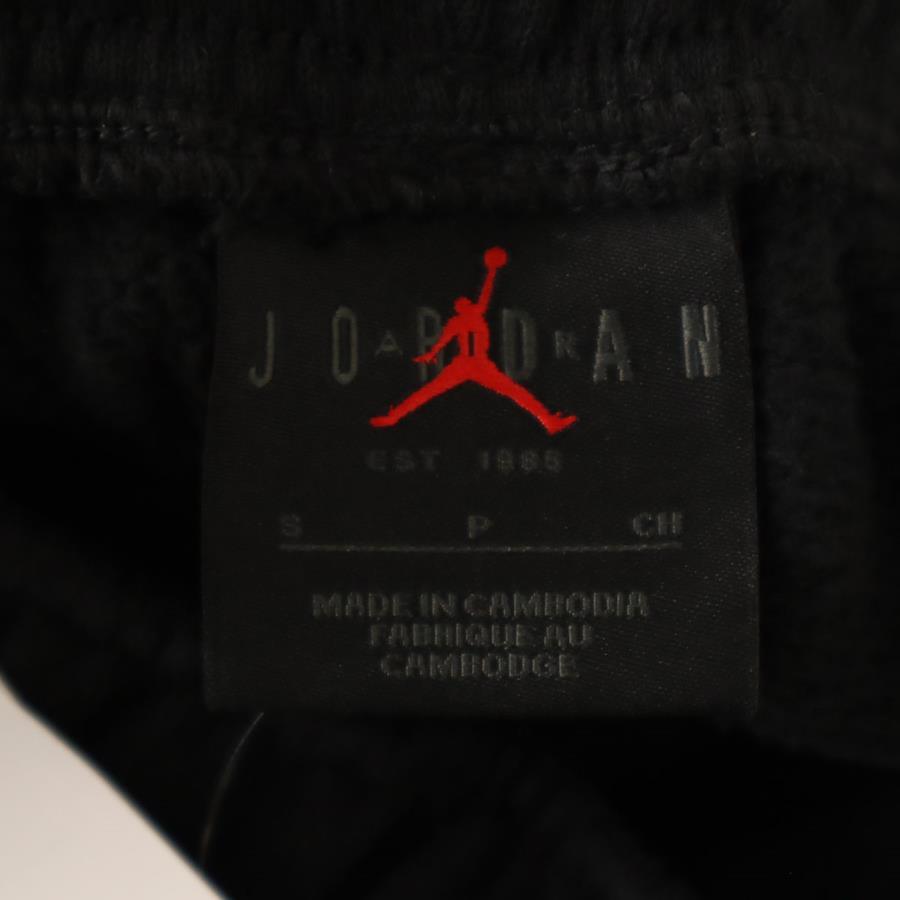 JORDAN
AIR
EST 1985
S P CH
MADE IN CAMBODIA
FABRIQUE AU
CAMBODGE